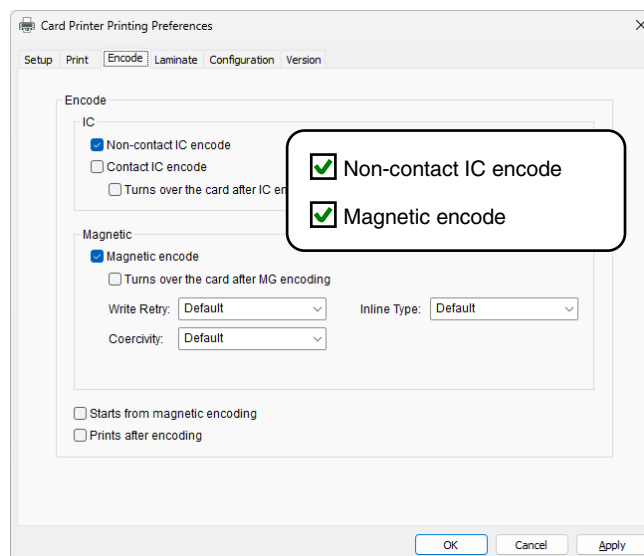 Card Printer Printing Preferences
Setup Print Encode Laminate Configuration Version
Encode
IC
Non-contact IC encode
Contact IC encode
Turns over the card after IC en
Non-contact IC encode
Magnetic encode
Magnetic
Magnetic encode
Turns over the card after MG encoding
Write Retry: Default Inline Type: Default
Coercivity: Default
Starts from magnetic encoding
Prints after encoding
OK Cancel Apply